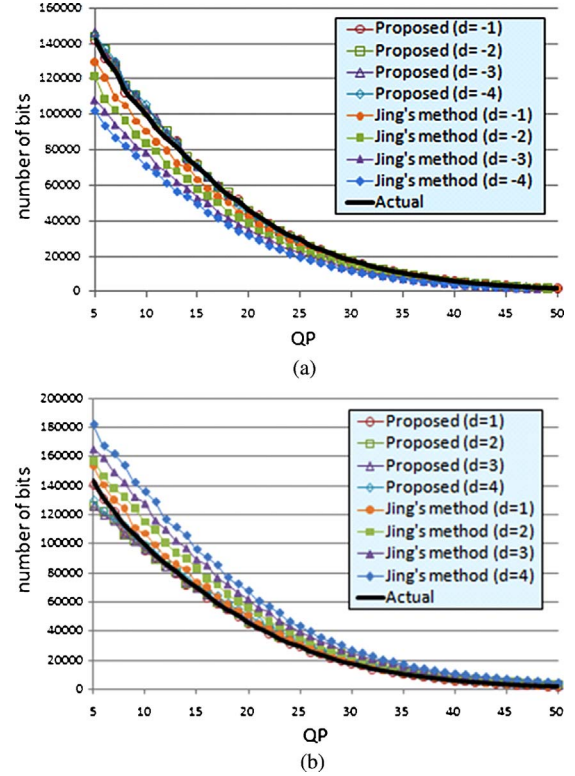 160000
140000
120000
100000
80000
60000
40000
20000
0
number of bits
Proposed (d= -1)
Proposed (d= -2)
Proposed (d= -3)
Proposed (d= -4)
Jing's method (d= -1)
Jing's method (d= -2)
Jing's method (d= -3)
Jing's method (d= -4)
Actual
5 10 15 20 25 30 35 40 45 50
QP
(a)
200000
180000
160000
140000
120000
100000
80000
60000
40000
20000
0
number of bits
Proposed (d=1)
Proposed (d=2)
Proposed (d=3)
Proposed (d=4)
Jing's method (d=1)
Jing's method (d=2)
Jing's method (d=3)
Jing's method (d=4)
Actual
5 10 15 20 25 30 35 40 45 50
QP
(b)